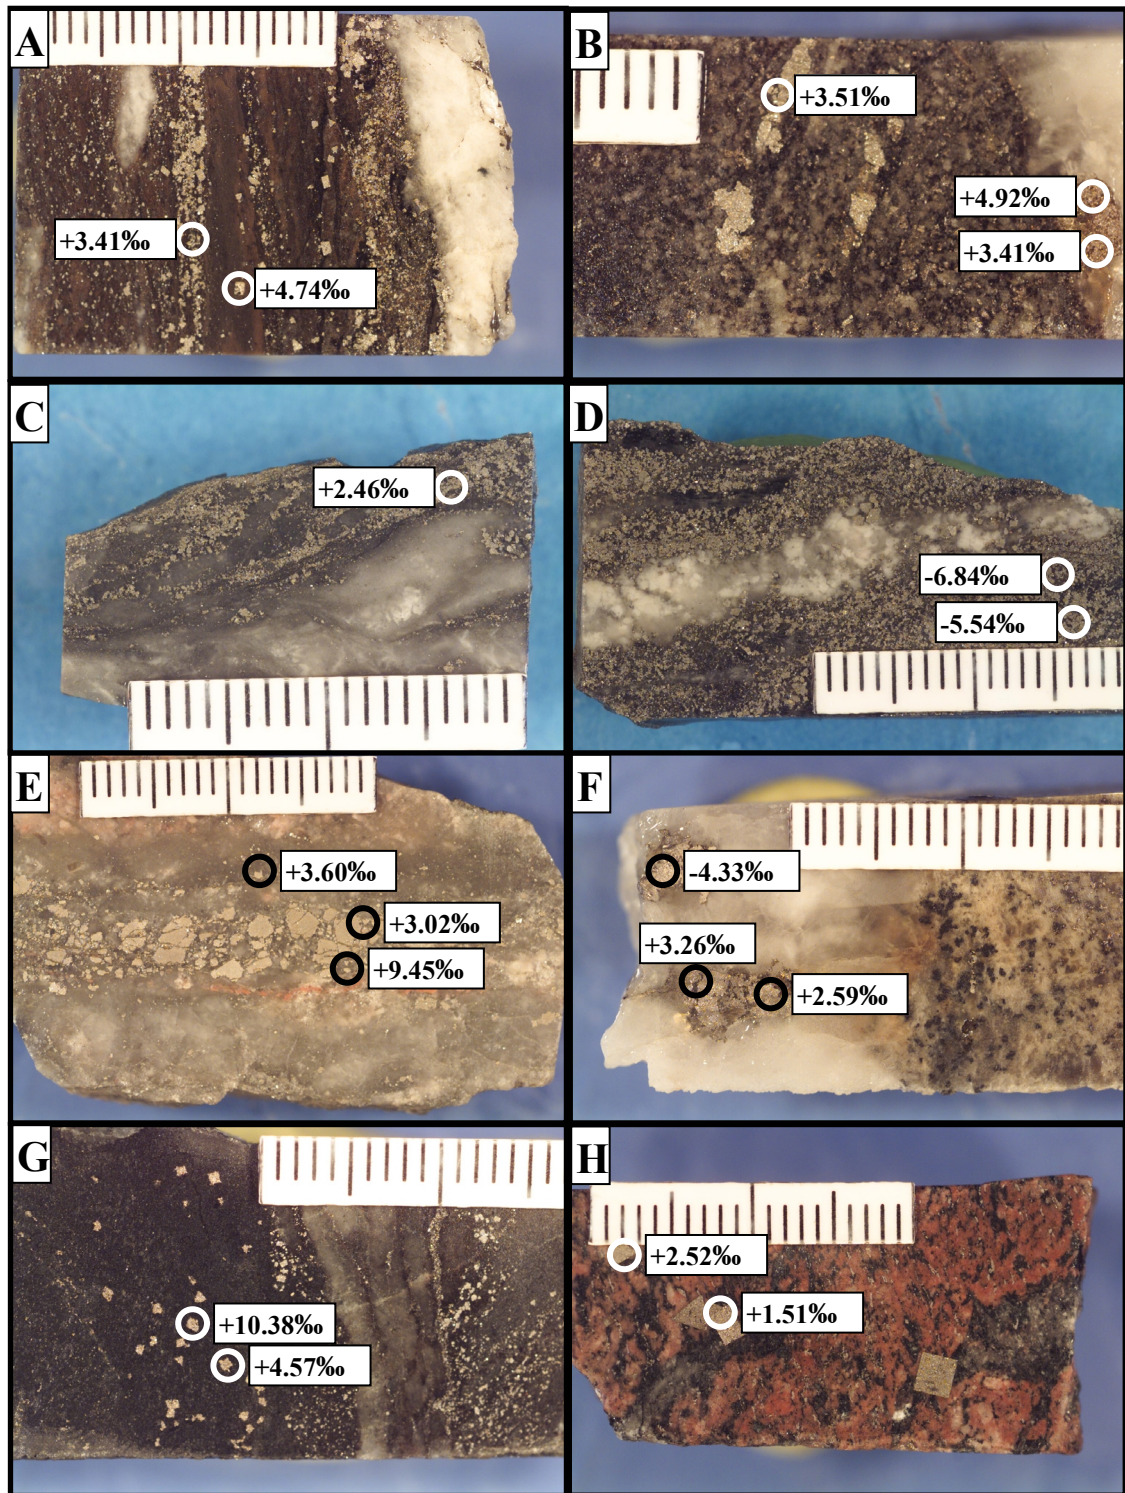 A
+3.41‰
+4.74‰
B
+3.51‰
+4.92‰
+3.41‰
C
+2.46‰
D
-6.84‰
-5.54‰
E
+3.60‰
+3.02‰
+9.45‰
F
-4.33‰
+3.26‰
+2.59‰
G
+10.38‰
+4.57‰
H
+2.52‰
+1.51‰